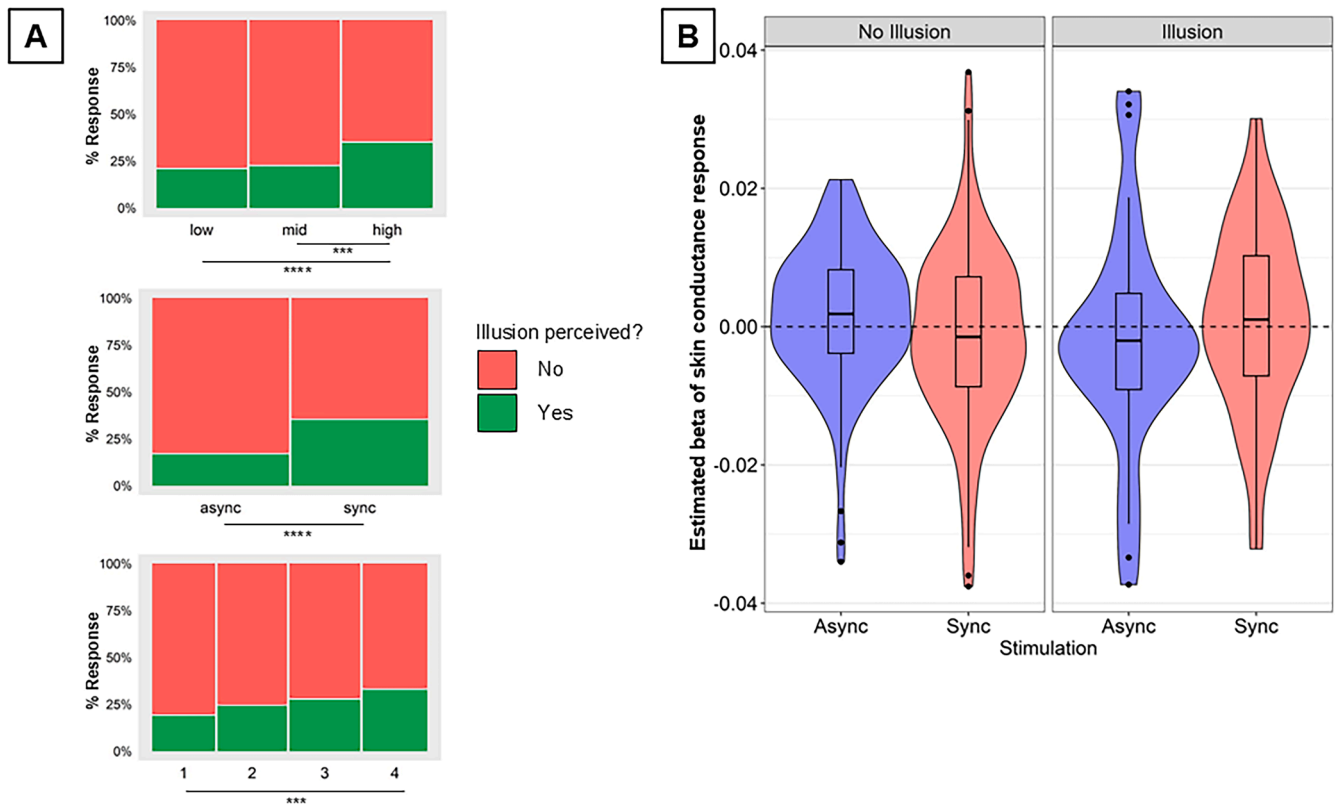 A
100%
75%
50%
25%
0%
% Response
low mid high
***
****
100%
75%
50%
25%
0%
% Response
async sync
****
100%
75%
50%
25%
0%
% Response
1 2 3 4
***
Illusion perceived?
No
Yes
B
No Illusion Illusion
0.04
0.02
0.00
-0.02
-0.04
Estimated beta of skin conductance response
Async Sync Async Sync
Stimulation